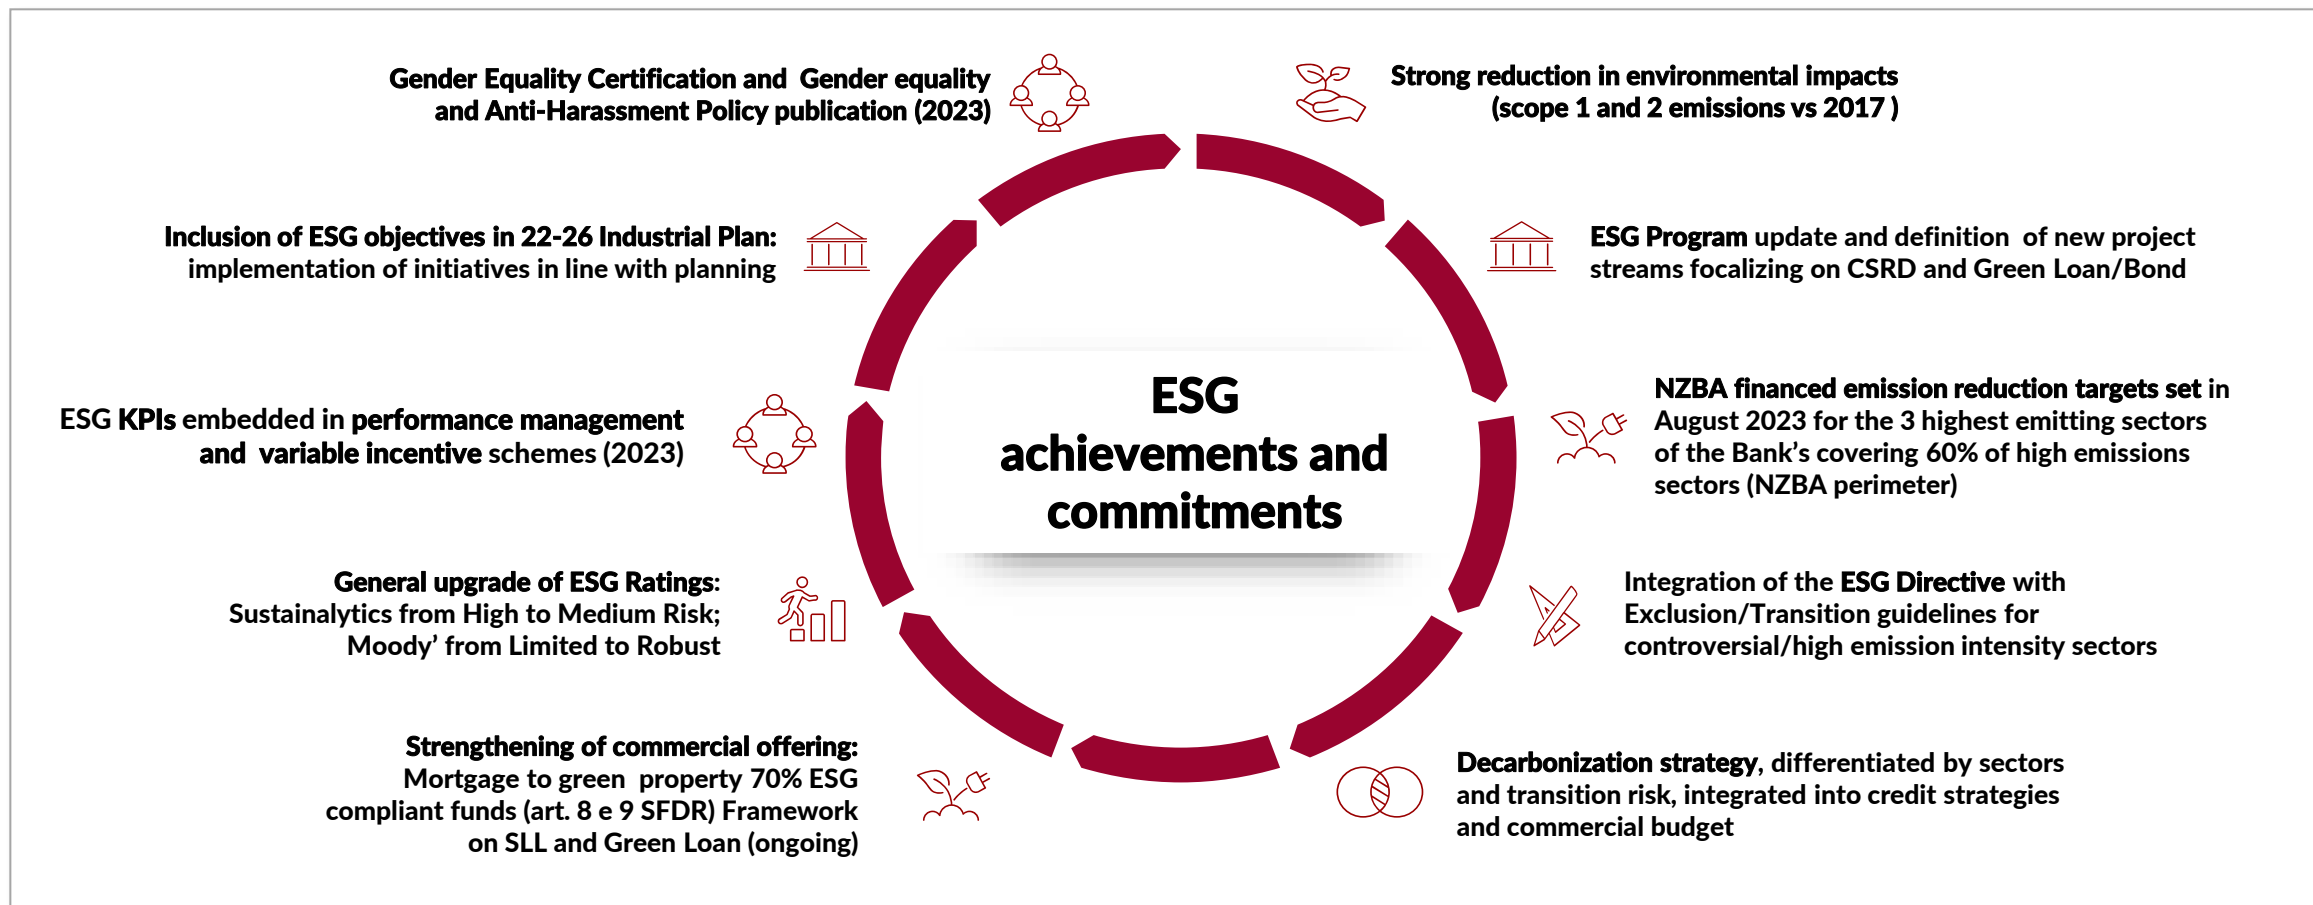 Gender Equality Certification and Gender equality
and Anti-Harassment Policy publication (2023)
Strong reduction in environmental impacts
(scope 1 and 2 emissions vs 2017 )
Inclusion of ESG objectives in 22-26 Industrial Plan:
implementation of initiatives in line with planning
ESG Program update and definition of new project
streams focalizing on CSRD and Green Loan/Bond
ESG KPIs embedded in performance management
and variable incentive schemes (2023)
ESG
achievements and
commitments
NZBA financed emission reduction targets set in
August 2023 for the 3 highest emitting sectors
of the Bank’s covering 60% of high emissions
sectors (NZBA perimeter)
General upgrade of ESG Ratings:
Sustainalytics from High to Medium Risk;
Moody’ from Limited to Robust
Integration of the ESG Directive with
Exclusion/Transition guidelines for
controversial/high emission intensity sectors
Strengthening of commercial offering:
Mortgage to green property 70% ESG
compliant funds (art. 8 e 9 SFDR) Framework
on SLL and Green Loan (ongoing)
Decarbonization strategy, differentiated by sectors
and transition risk, integrated into credit strategies
and commercial budget